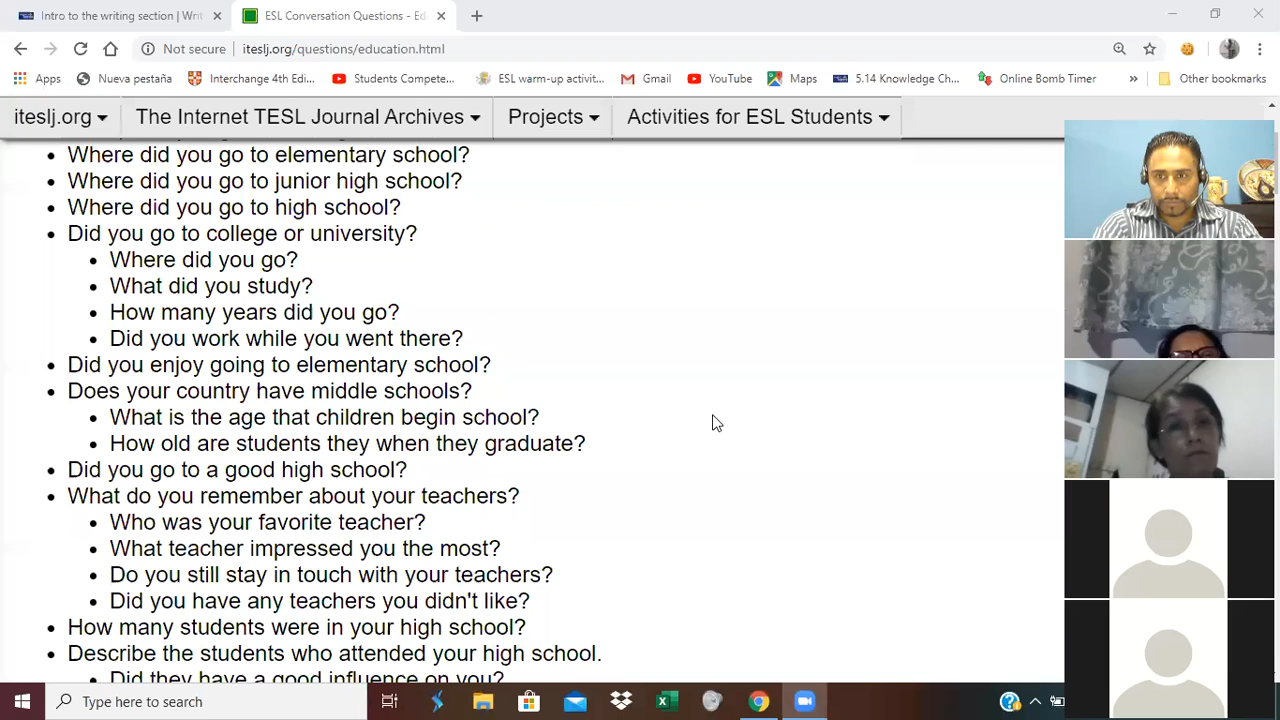 Intro to the writing section | Writ
ESL Conversation Questions - Edu
Not secure
iteslj.org/questions/education.html
Apps
Nueva pestaña
Interchange 4th Edi...
Students Compete...
ESL warm-up activit...
Gmail
YouTube
Maps
5.14 Knowledge Ch...
Online Bomb Timer
»
Other bookmarks
iteslj.org
The Internet TESL Journal Archives
Projects
Activities for ESL Students
Where did you go to elementary school?
Where did you go to junior high school?
Where did you go to high school?
Did you go to college or university?
Where did you go?
What did you study?
How many years did you go?
Did you work while you went there?
Did you enjoy going to elementary school?
Does your country have middle schools?
What is the age that children begin school?
How old are students they when they graduate?
Did you go to a good high school?
What do you remember about your teachers?
Who was your favorite teacher?
What teacher impressed you the most?
Do you still stay in touch with your teachers?
Did you have any teachers you didn't like?
How many students were in your high school?
Describe the students who attended your high school.
Did they have a good influence on you?
Type here to search